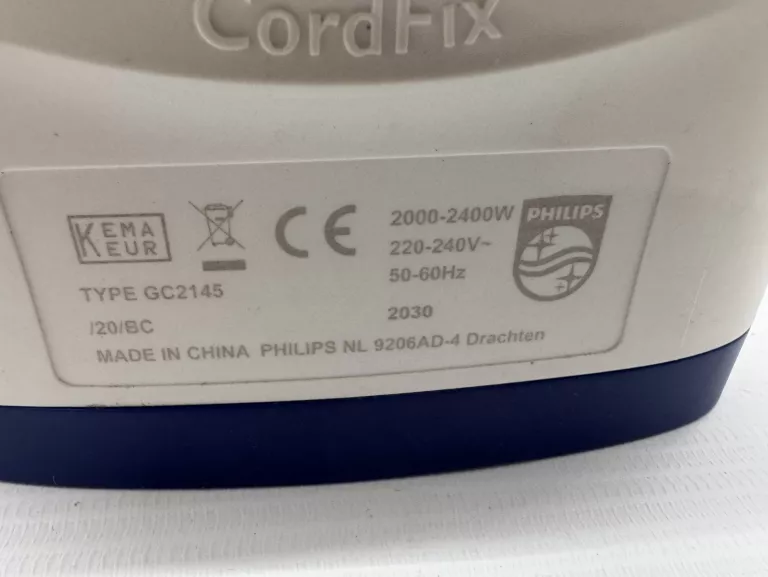 CordFix
KEMA
KEUR
CE
2000-2400W
220-240V~
50-60Hz
PHILIPS
TYPE GC2145
/20/BC
2030
MADE IN CHINA PHILIPS NL 9206AD-4 Drachten